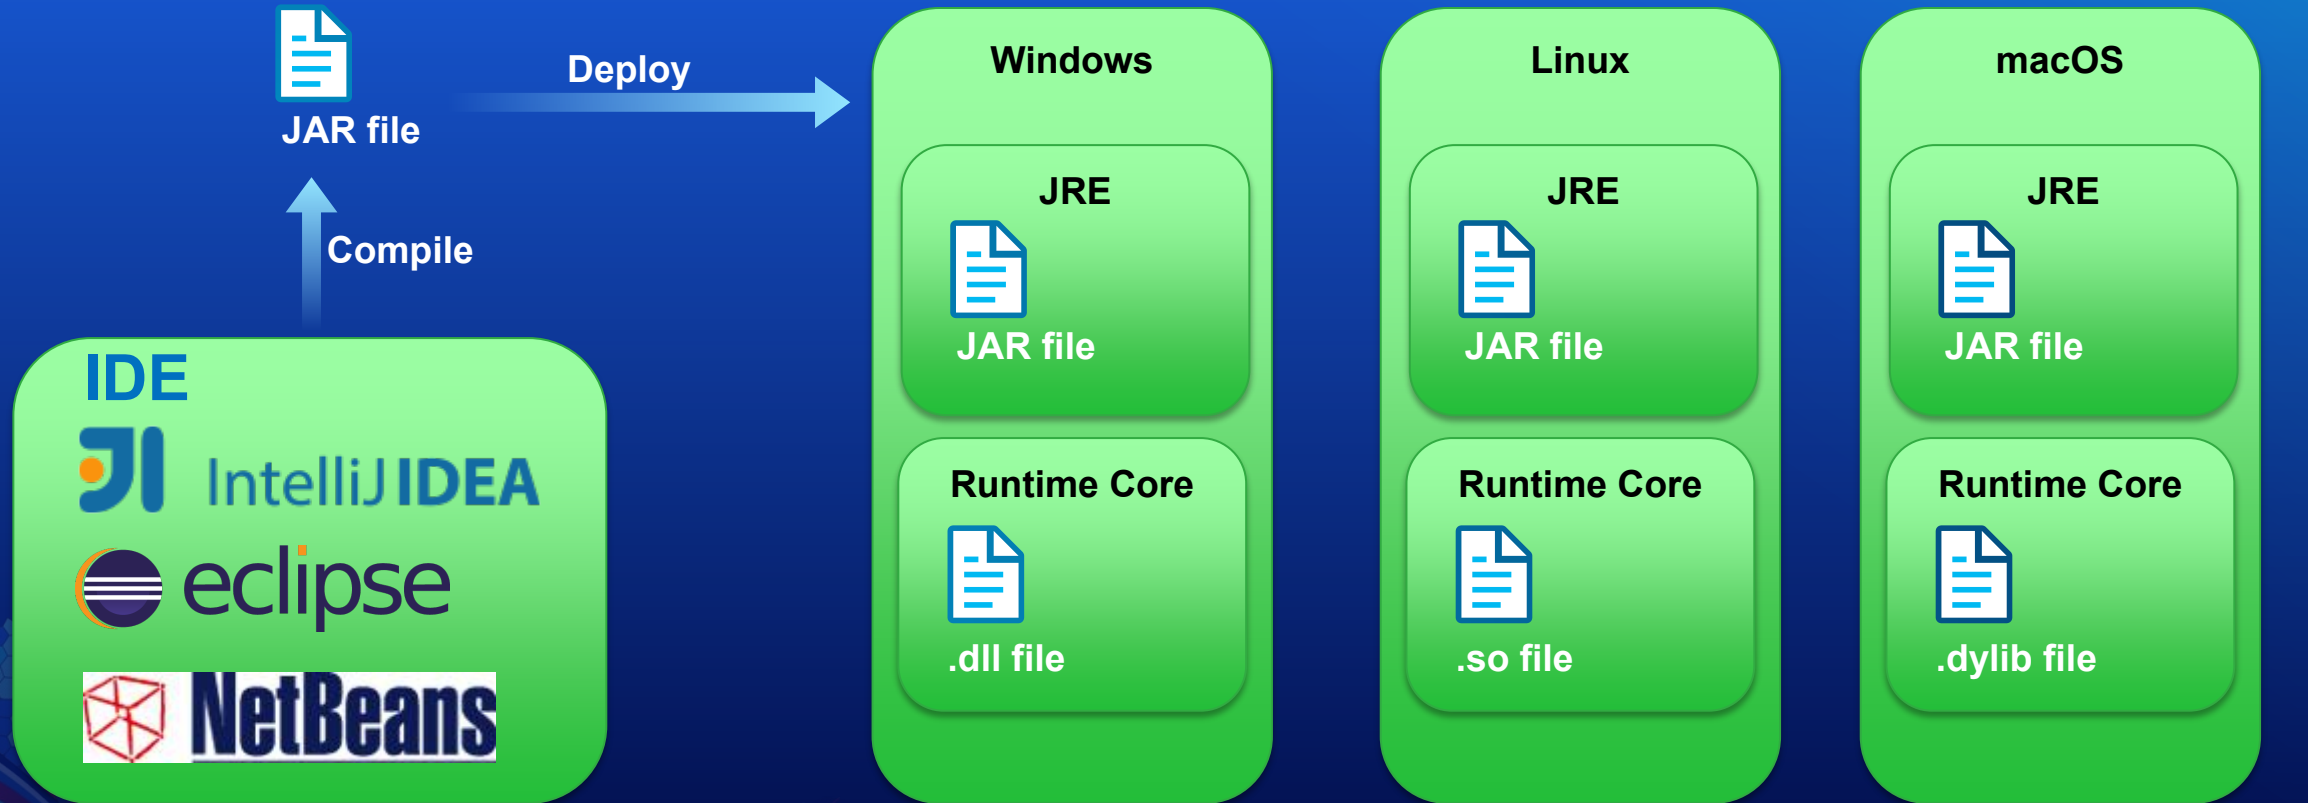 JAR file
Deploy
Compile
IDE
IntelliJ IDEA
eclipse
NetBeans
Windows
JRE
JAR file
Runtime Core
.dll file
Linux
JRE
JAR file
Runtime Core
.so file
macOS
JRE
JAR file
Runtime Core
.dylib file